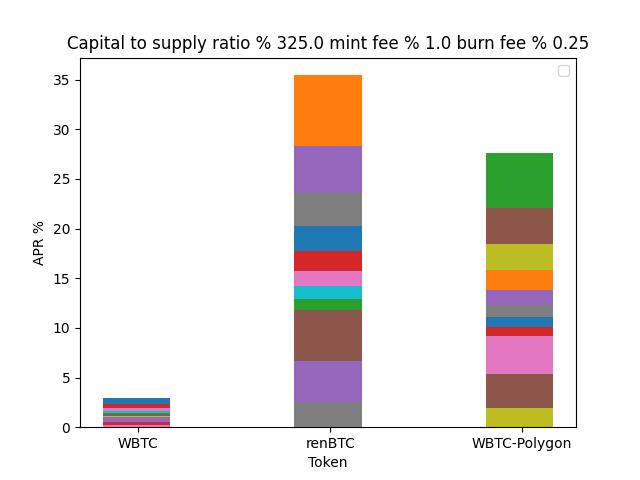 Capital to supply ratio % 325.0 mint fee % 1.0 burn fee % 0.25
35
30
25
20
15
10
5
0
APR %
WBTC renBTC WBTC-Polygon
Token